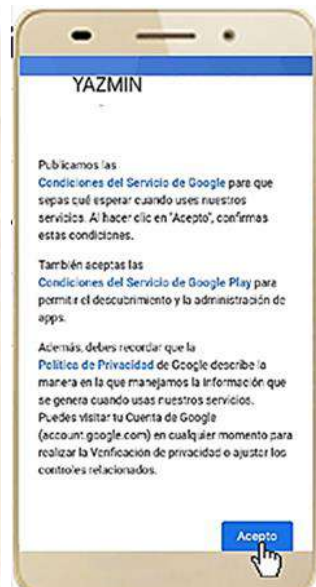 YAZMIN
Publicamos las
Condiciones del Servicio de Google para que
sepas qué esperar cuando uses nuestros
servicios. Al hacer clic en "Acepto", confirmas
estas condiciones.
También aceptas las
Condiciones del Servicio de Google Play para
permitir el descubrimiento y la administración de
apps.
Además, debes recordar que la
Política de Privacidad de Google describe la
manera en la que manejamos la información que
se genera cuando usas nuestros servicios.
Puedes visitar tu Cuenta de Google
(account.google.com) en cualquier momento para
realizar la Verificación de privacidad o ajustar los
controles relacionados.
Acepto